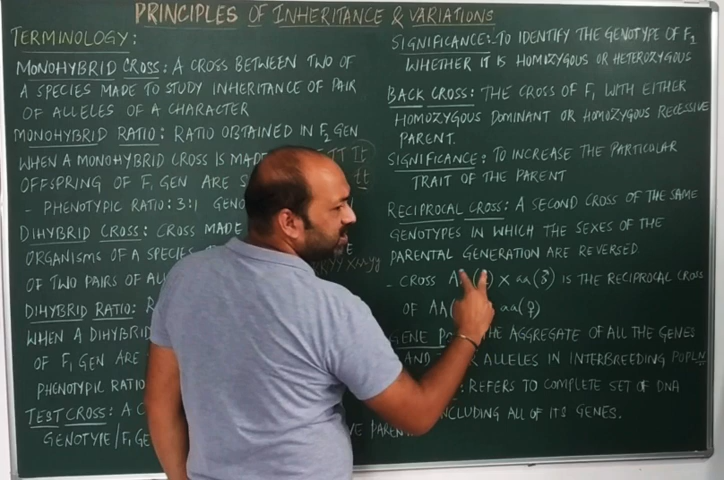 PRINCIPLES OF INHERITANCE & VARIATIONS
TERMINOLOGY:
MONOHYBRID CROSS: A CROSS BETWEEN TWO OF
A SPECIES MADE TO STUDY INHERITANCE OF PAIR
OF ALLELES OF A CHARACTER
MONOHYBRID RATIO: RATIO OBTAINED IN F2 GEN
WHEN A MONOHYBRID CROSS IS MADE TT Tt
OFFSPRING OF F1 GEN ARE S tt
- PHENOTYPIC RATIO: 3:1 GENO
DIHYBRID CROSS: CROSS MADE
ORGANISMS OF A SPECIE
OF TWO PAIRS OF ALL
DIHYBRID RATIO: R
WHEN A DIHYBRID
OF F1 GEN ARE
PHENOTYPIC RATIO
TEST CROSS: A C
GENOTYPE/F1 GE VE PARENT
SIGNIFICANCE:- TO IDENTIFY THE GENOTYPE OF F1
WHETHER IT IS HOMOZYGOUS OR HETEROZYGOUS
BACK CROSS: THE CROSS OF F1 WITH EITHER
HOMOZYGOUS DOMINANT OR HOMOZYGOUS RECESSIVE
PARENT.
SIGNIFICANCE: TO INCREASE THE PARTICULAR
TRAIT OF THE PARENT
RECIPROCAL CROSS: A SECOND CROSS OF THE SAME
GENOTYPES IN WHICH THE SEXES OF THE
PARENTAL GENERATION ARE REVERSED
- CROSS A ) X aa(♂) IS THE RECIPROCAL CROSS
OF AA( aa(♀)
GENE PO THE AGGREGATE OF ALL THE GENES
AND ALLELES IN INTERBREEDING POPLN
: REFERS TO COMPLETE SET OF DNA
INCLUDING ALL OF ITS GENES.